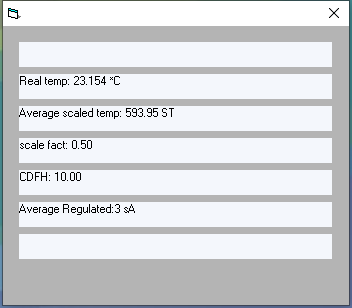 Real temp: 23.154 *C
Average scaled temp: 593.95 ST
scale fact: 0.50
CDFH: 10.00
Average Regulated:3 sA